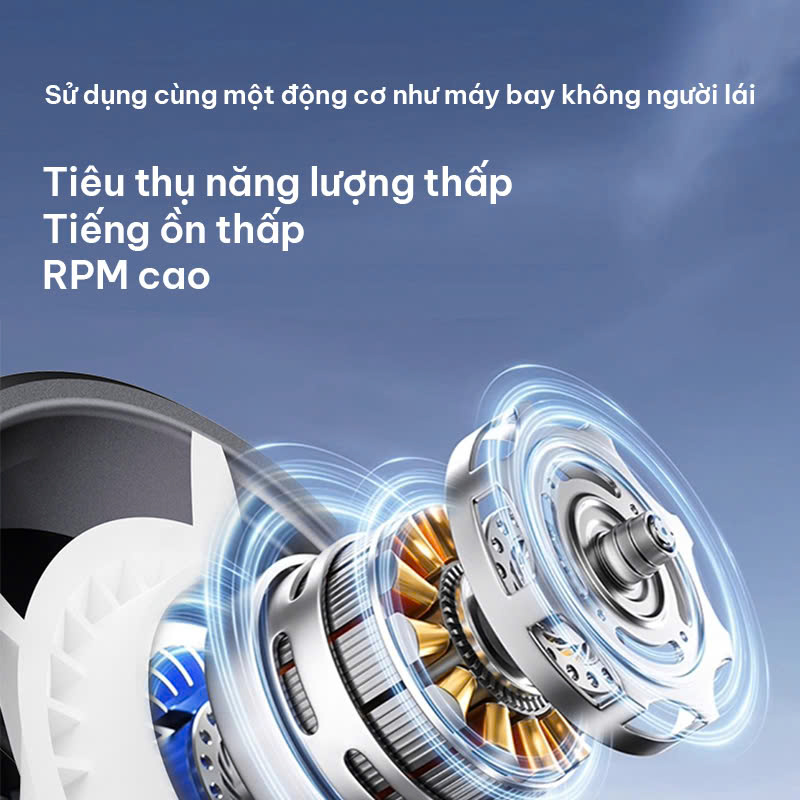 Sử dụng cùng một động cơ như máy bay không người lái
Tiêu thụ năng lượng thấp
Tiếng ồn thấp
RPM cao